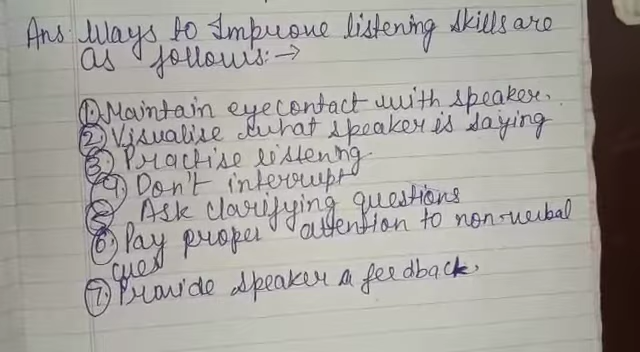 Ans Ways to Improve listening skills are
as follows:→
① Maintain eye contact with speaker.
② Visualise what speaker is saying
③ Practise listening
④ Don't interrupt
⑤ Ask clarifying questions
⑥ Pay proper attention to non-verbal
cues
⑦ Provide speaker a feedback.